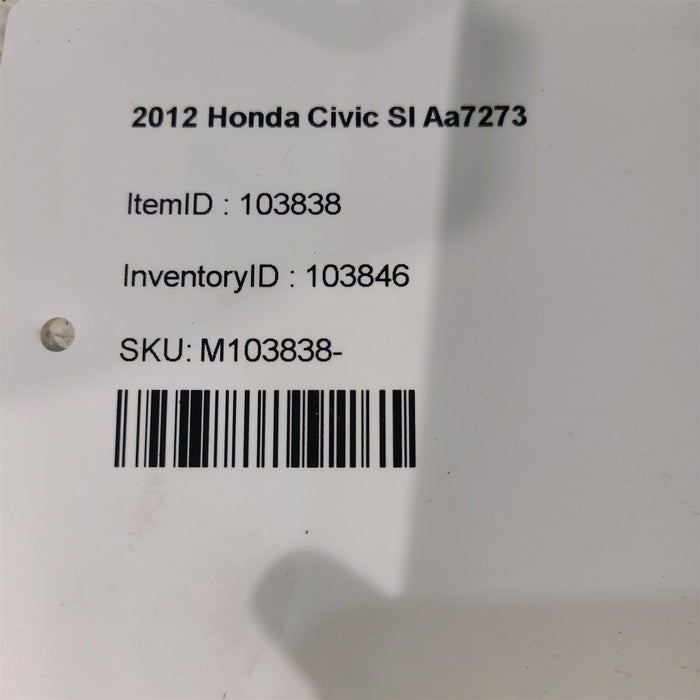 2012 Honda Civic SI Aa7273
ItemID : 103838
InventoryID : 103846
SKU: M103838-